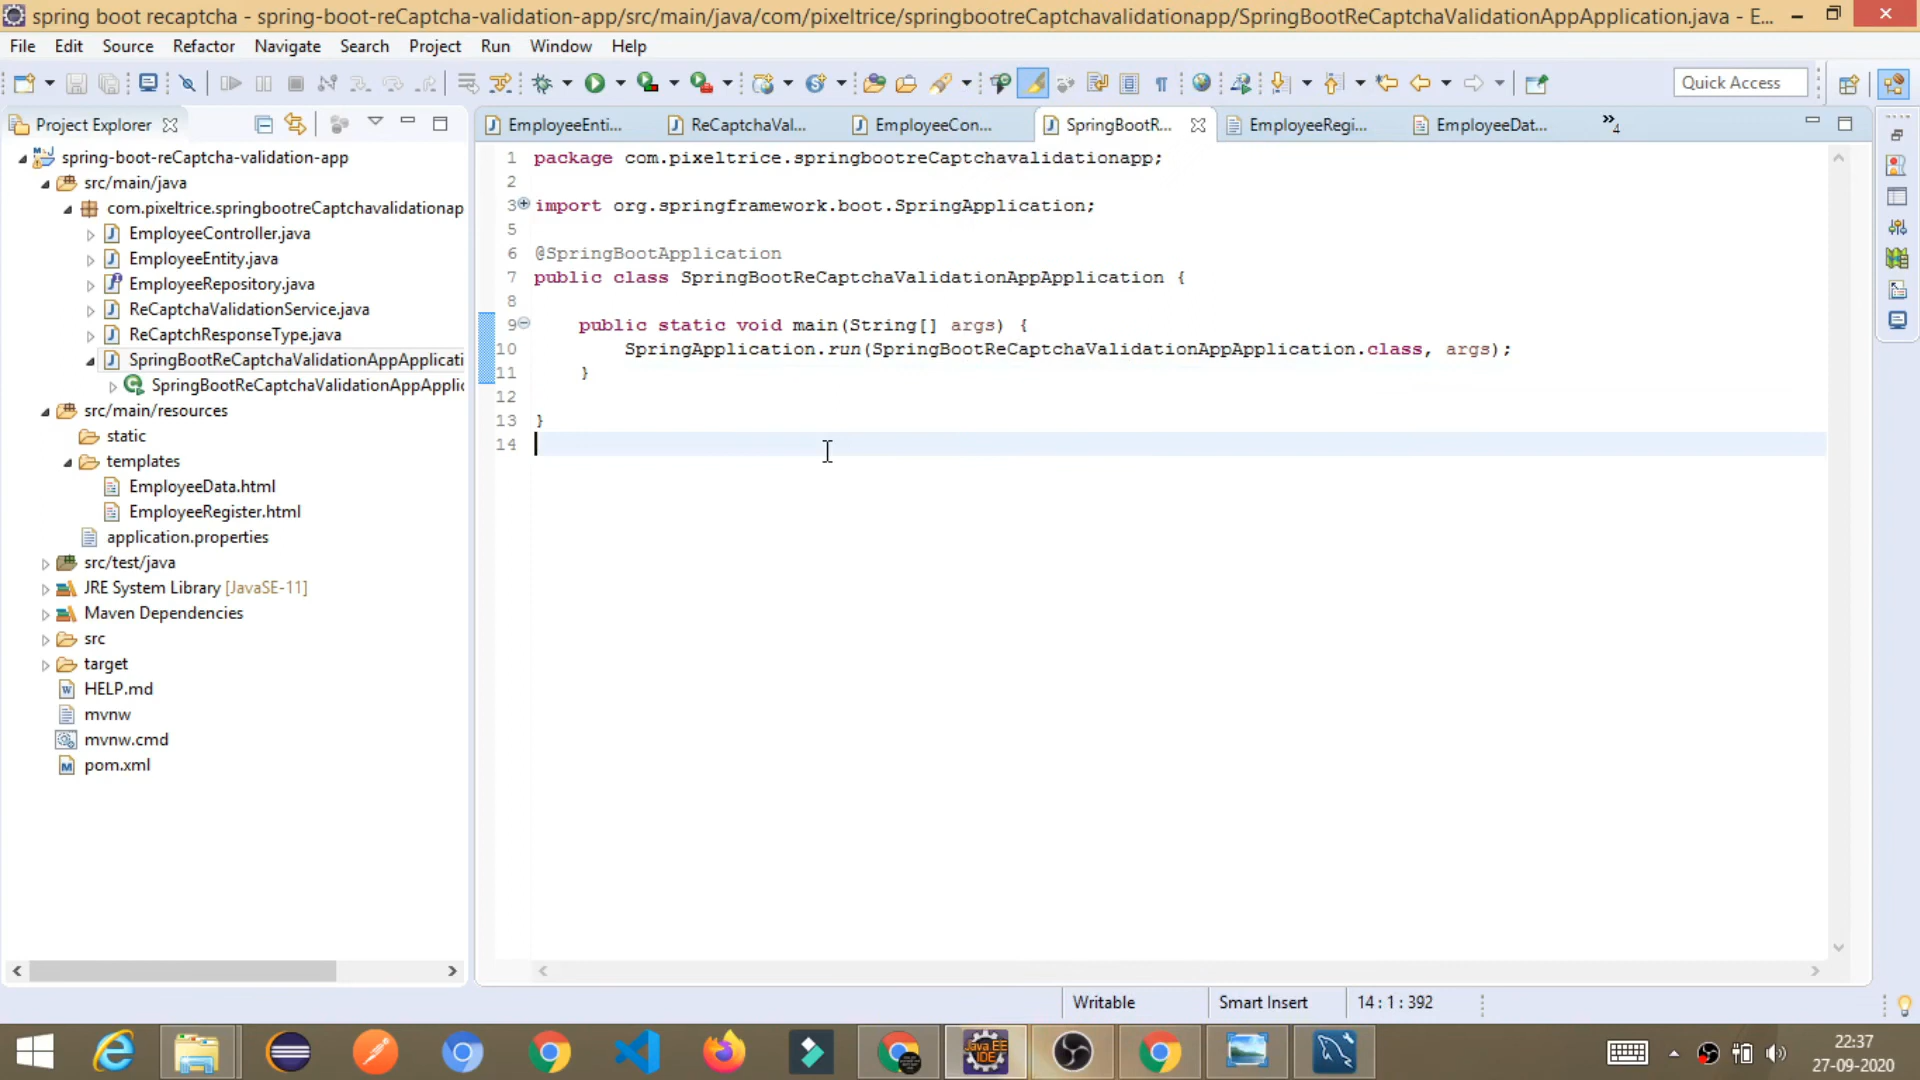 spring boot recaptcha - spring-boot-reCaptcha-validation-app/src/main/java/com/pixeltrice/springbootreCaptchavalidationapp/SpringBootReCaptchaValidationAppApplication.java - E...
File Edit Source Refactor Navigate Search Project Run Window Help
Quick Access
Project Explorer
EmployeeEnti...
ReCaptchaVal...
EmployeeCon...
SpringBootR...
EmployeeRegi...
EmployeeDat...
»4
spring-boot-reCaptcha-validation-app
src/main/java
com.pixeltrice.springbootreCaptchavalidationap
EmployeeController.java
EmployeeEntity.java
EmployeeRepository.java
ReCaptchaValidationService.java
ReCaptchResponseType.java
SpringBootReCaptchaValidationAppApplicati
SpringBootReCaptchaValidationAppApplic
src/main/resources
static
templates
EmployeeData.html
EmployeeRegister.html
application.properties
src/test/java
JRE System Library [JavaSE-11]
Maven Dependencies
src
target
HELP.md
mvnw
mvnw.cmd
pom.xml
1 package com.pixeltrice.springbootreCaptchavalidationapp;
2
3 import org.springframework.boot.SpringApplication;
5
6 @SpringBootApplication
7 public class SpringBootReCaptchaValidationAppApplication {
8
9 public static void main(String[] args) {
10 SpringApplication.run(SpringBootReCaptchaValidationAppApplication.class, args);
11 }
12
13 }
14
Writable
Smart Insert
14 : 1 : 392
Java EE
IDE
22:37
27-09-2020